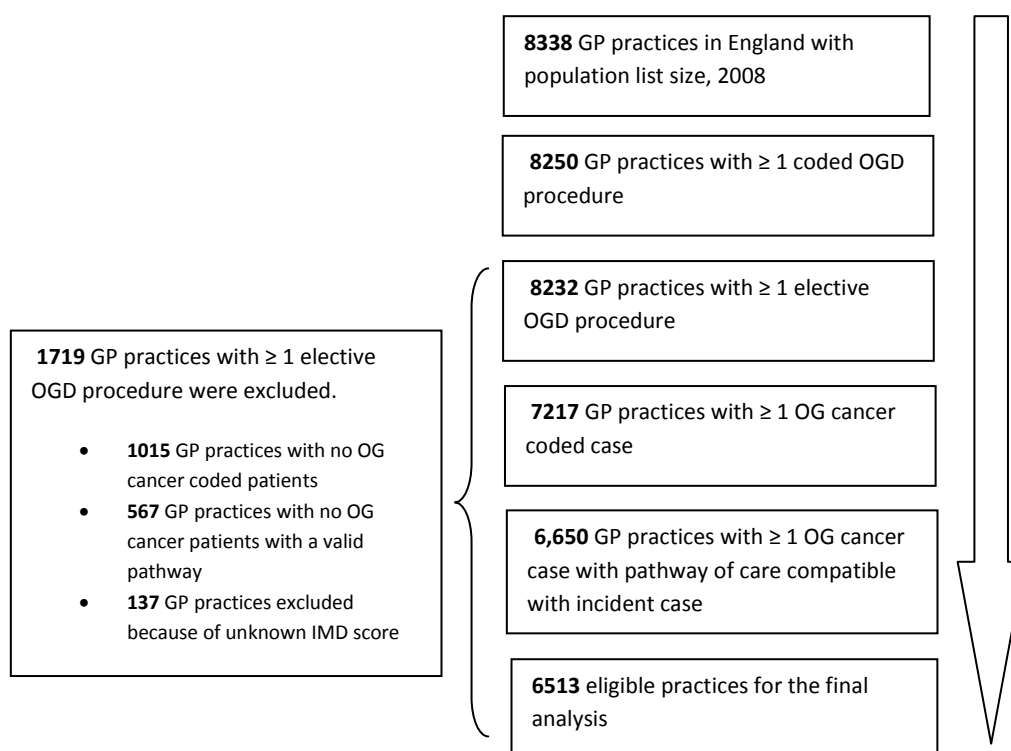 8338 GP practices in England with
population list size, 2008
8250 GP practices with ≥ 1 coded OGD
procedure
8232 GP practices with ≥ 1 elective
OGD procedure
1719 GP practices with ≥ 1 elective
OGD procedure were excluded.
• 1015 GP practices with no OG
cancer coded patients
• 567 GP practices with no OG
cancer patients with a valid
pathway
• 137 GP practices excluded
because of unknown IMD score
7217 GP practices with ≥ 1 OG cancer
coded case
6,650 GP practices with ≥ 1 OG cancer
case with pathway of care compatible
with incident case
6513 eligible practices for the final
analysis